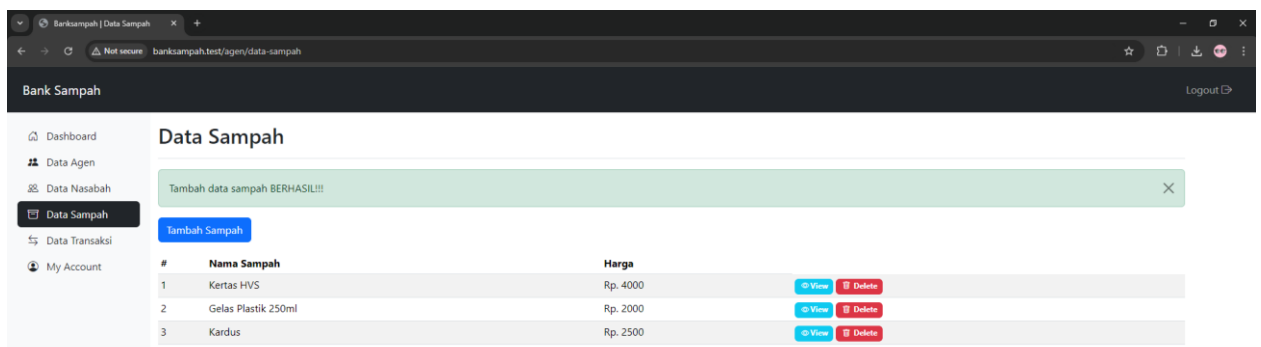 Banksampah | Data Sampah
Not secure banksampah.test/agen/data-sampah
Bank Sampah Logout
Dashboard
Data Agen
Data Nasabah
Data Sampah
Data Transaksi
My Account
Data Sampah
Tambah data sampah BERHASIL!!!
Tambah Sampah
# Nama Sampah Harga
1 Kertas HVS Rp. 4000 View Delete
2 Gelas Plastik 250ml Rp. 2000 View Delete
3 Kardus Rp. 2500 View Delete